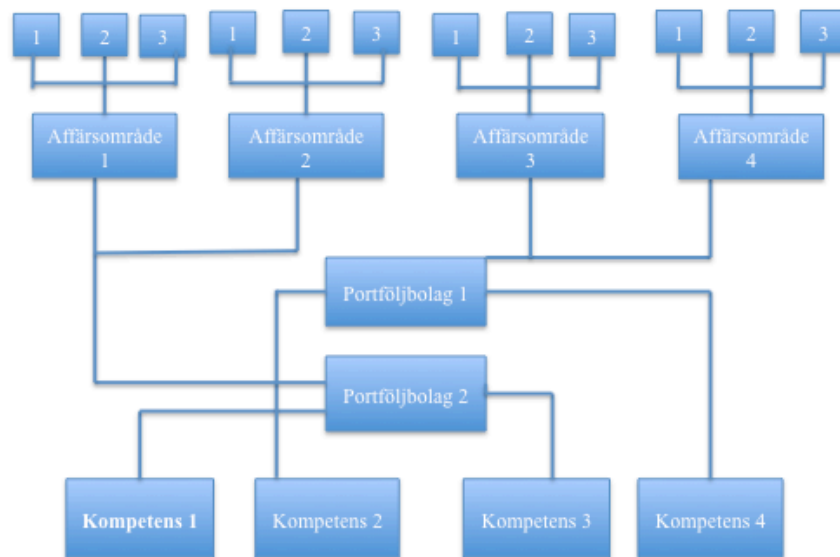 1
2
3
1
2
3
1
2
3
1
2
3
Affärsområde
1
Affärsområde
2
Affärsområde
3
Affärsområde
4
Portföljbolag 1
Portföljbolag 2
Kompetens 1
Kompetens 2
Kompetens 3
Kompetens 4